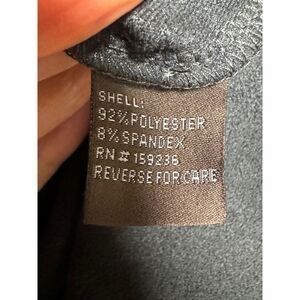 SHELL:
92% POLYESTER
8% SPANDEX
RN # 159236
REVERSE FOR CARE